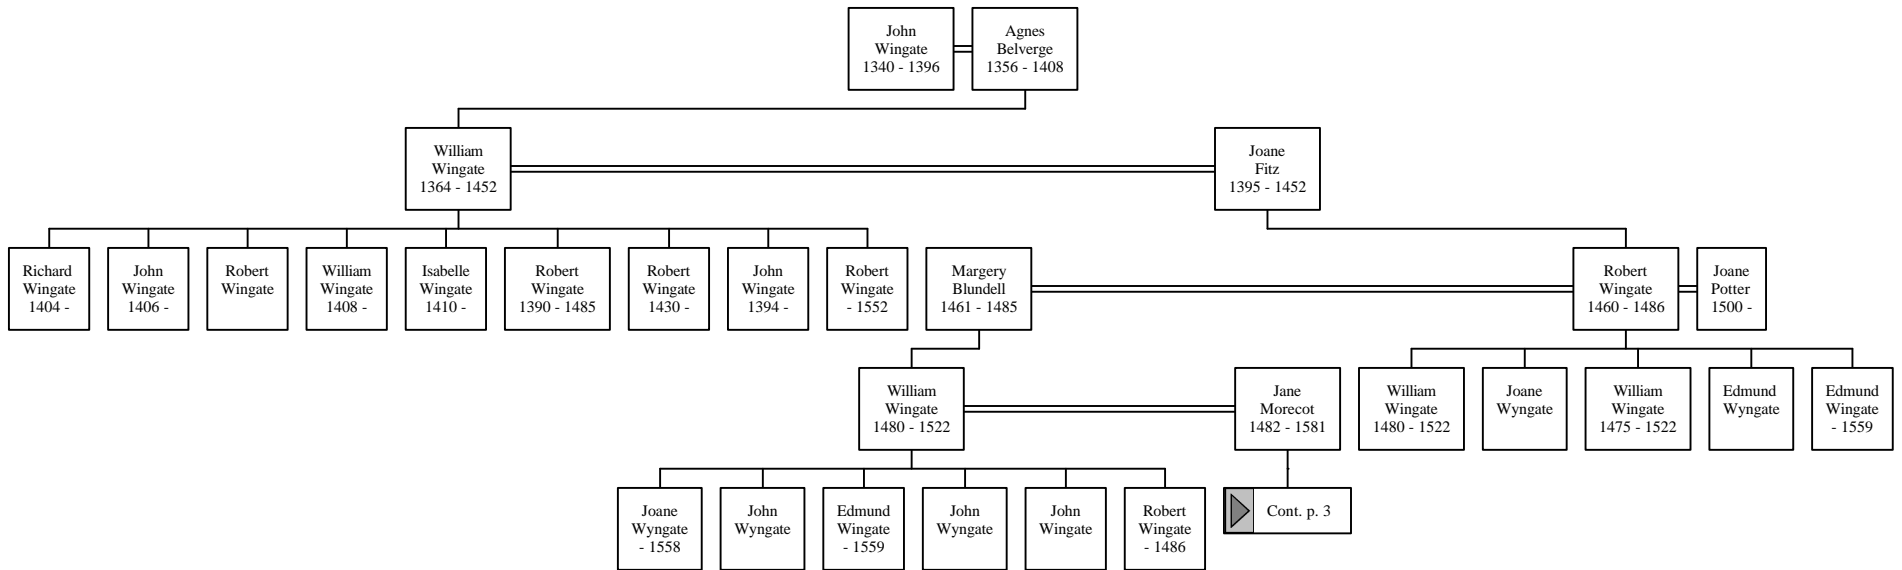 John
Wingate
1340 - 1396
Agnes
Belverge
1356 - 1408
William
Wingate
1364 - 1452
Joane
Fitz
1395 - 1452
Richard
Wingate
1404 -
John
Wingate
1406 -
Robert
Wingate
William
Wingate
1408 -
Isabelle
Wingate
1410 -
Robert
Wingate
1390 - 1485
Robert
Wingate
1430 -
John
Wingate
1394 -
Robert
Wingate
- 1552
Margery
Blundell
1461 - 1485
Robert
Wingate
1460 - 1486
Joane
Potter
1500 -
William
Wingate
1480 - 1522
Jane
Morecot
1482 - 1581
William
Wingate
1480 - 1522
Joane
Wyngate
William
Wingate
1475 - 1522
Edmund
Wyngate
Edmund
Wingate
- 1559
Joane
Wyngate
- 1558
John
Wyngate
Edmund
Wingate
- 1559
John
Wyngate
John
Wingate
Robert
Wingate
- 1486
Cont. p. 3